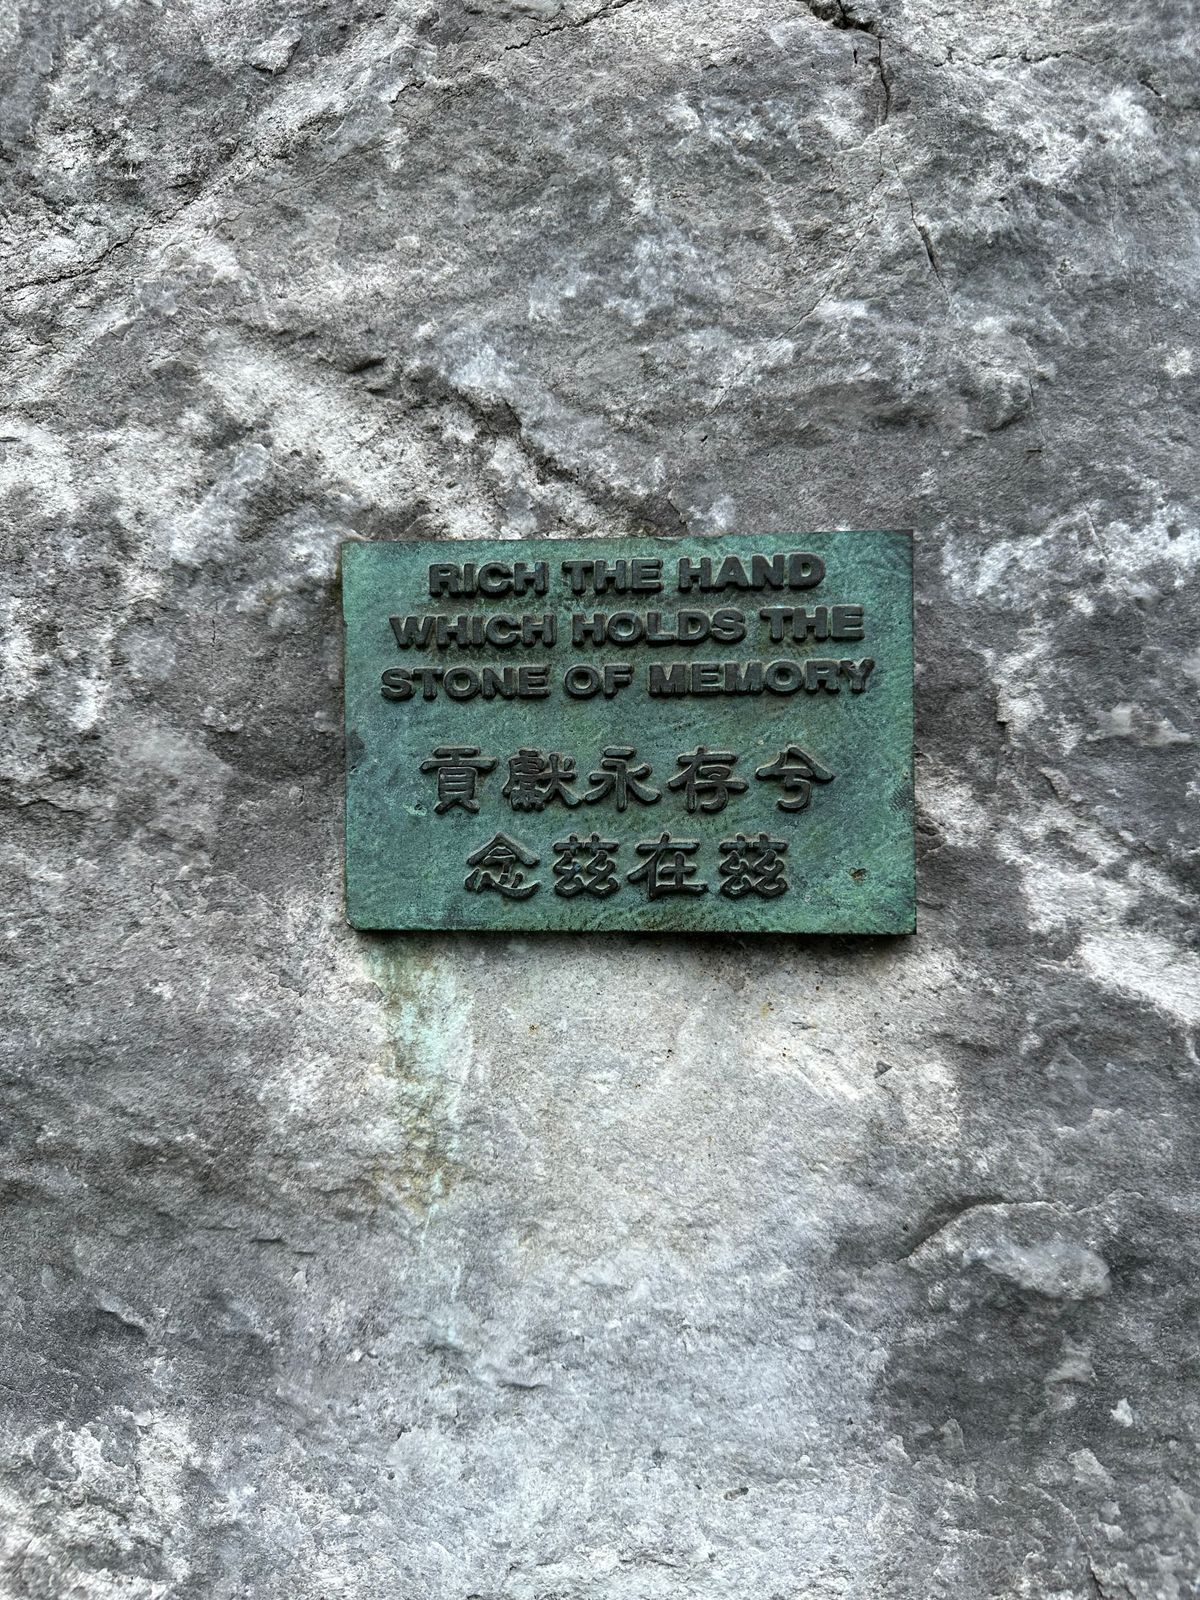 RICH THE HAND
WHICH HOLDS THE
STONE OF MEMORY
貢獻永存兮
念茲在茲